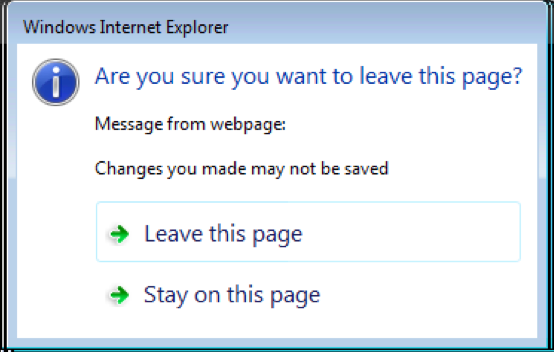 Windows Internet Explorer
Are you sure you want to leave this page?
Message from webpage:
Changes you made may not be saved
Leave this page
Stay on this page